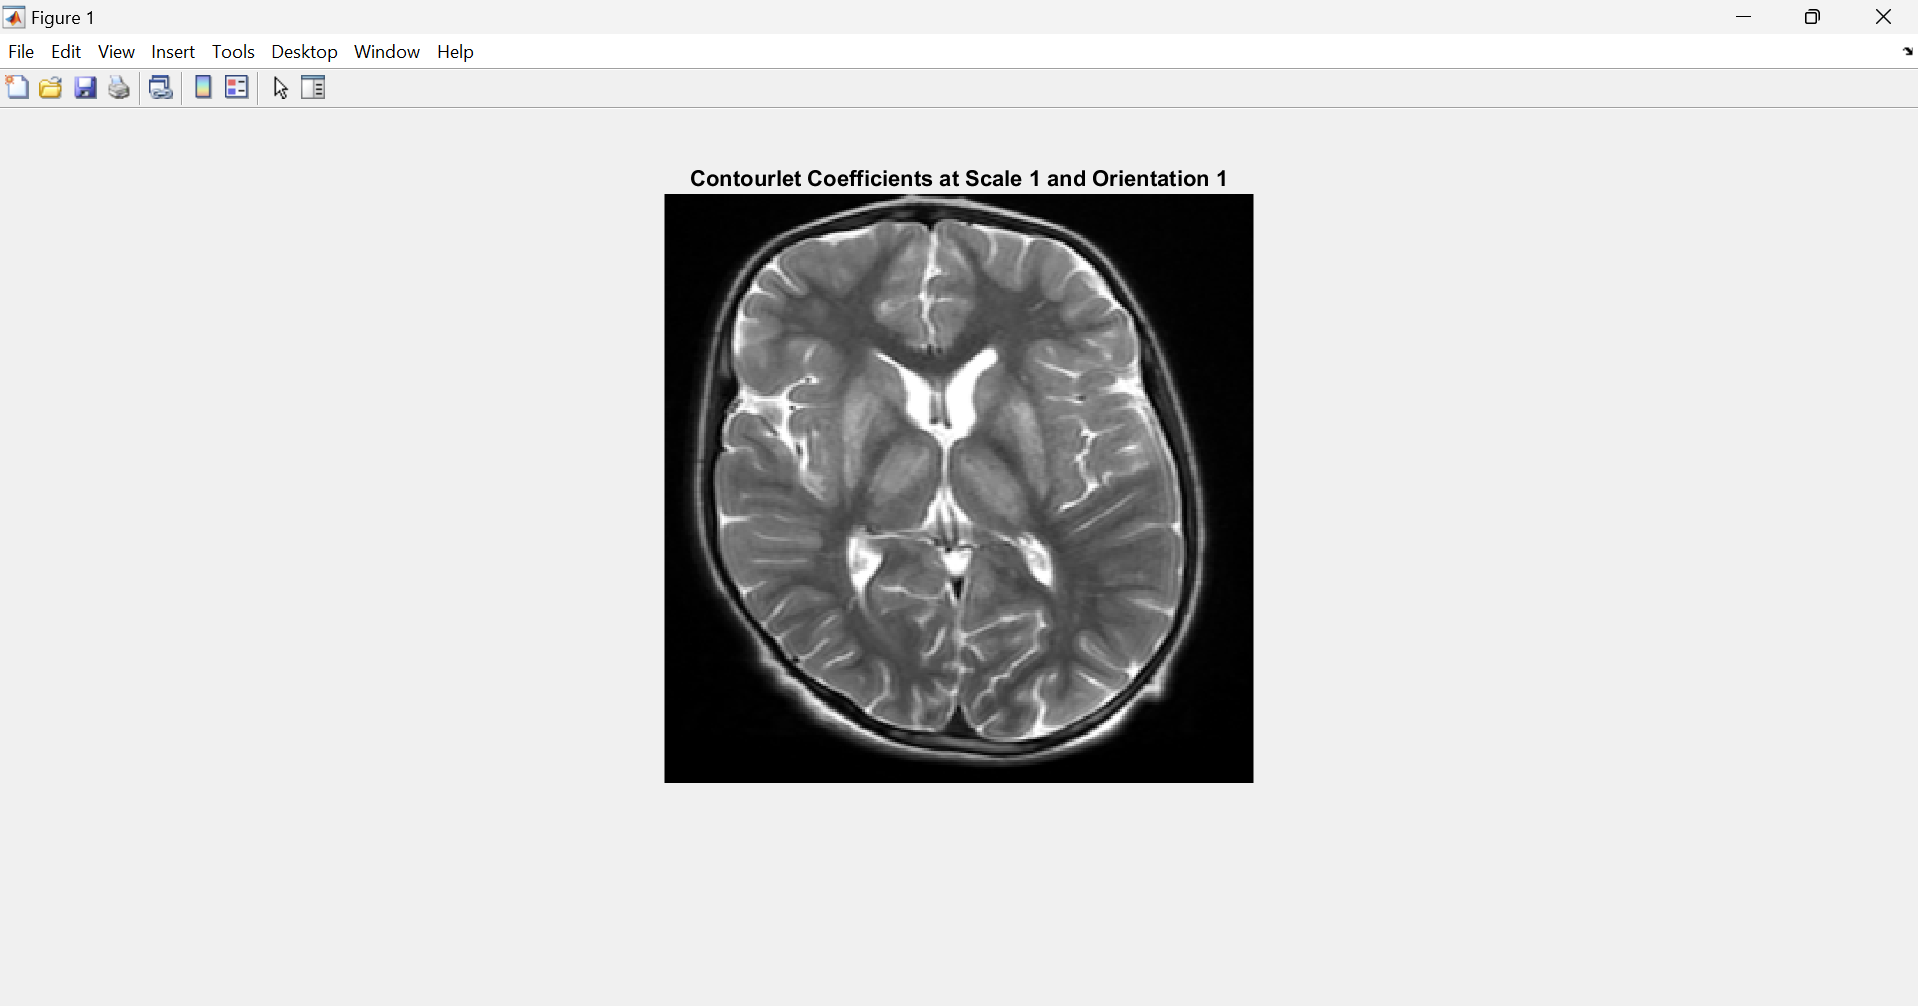 Figure 1
File Edit View Insert Tools Desktop Window Help
Contourlet Coefficients at Scale 1 and Orientation 1